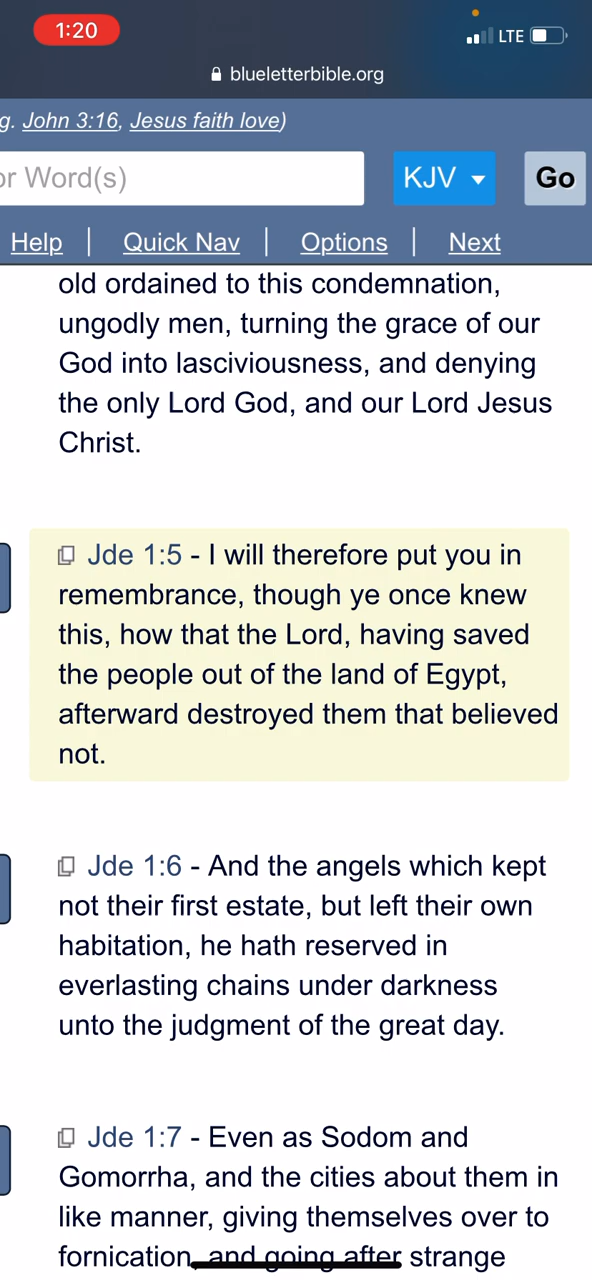 1:20
LTE
blueletterbible.org
g. John 3:16, Jesus faith love)
or Word(s)
KJV
Go
Help | Quick Nav | Options | Next
old ordained to this condemnation,
ungodly men, turning the grace of our
God into lasciviousness, and denying
the only Lord God, and our Lord Jesus
Christ.
Jde 1:5 - I will therefore put you in
remembrance, though ye once knew
this, how that the Lord, having saved
the people out of the land of Egypt,
afterward destroyed them that believed
not.
Jde 1:6 - And the angels which kept
not their first estate, but left their own
habitation, he hath reserved in
everlasting chains under darkness
unto the judgment of the great day.
Jde 1:7 - Even as Sodom and
Gomorrha, and the cities about them in
like manner, giving themselves over to
fornication, and going after strange